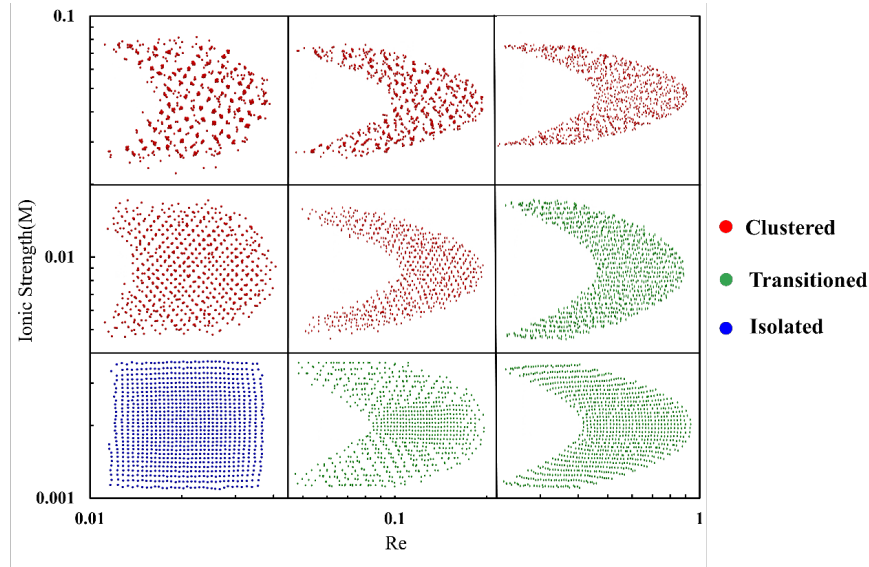 0.1
Ionic Strength(M)
0.01
0.001
0.01
0.1
1
Re
Clustered
Transitioned
Isolated